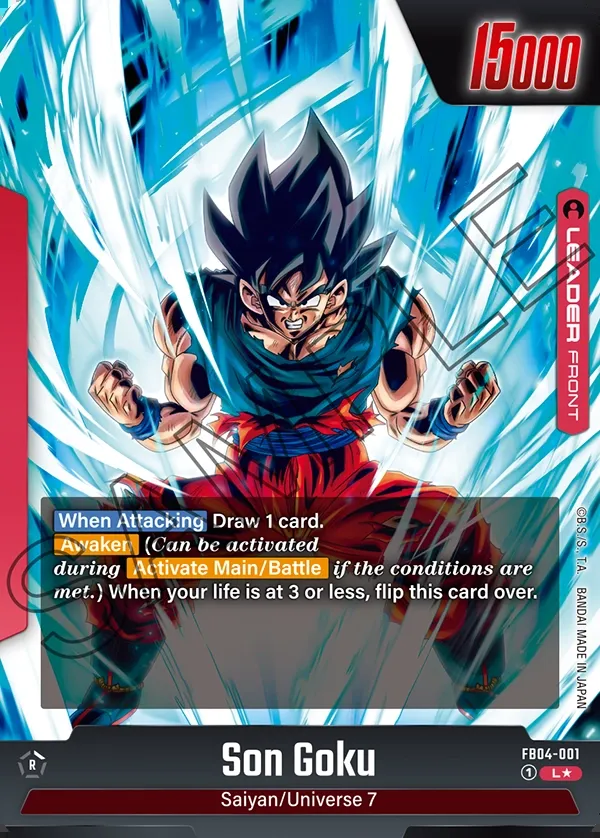 15000
LEADER FRONT
When Attacking Draw 1 card.
Awaken (Can be activated
during Activate Main/Battle if the conditions are
met.) When your life is at 3 or less, flip this card over.
SAMPLE
©B.S./S., T.A. BANDAI MADE IN JAPAN
Son Goku
FB04-001
R
1 L★
Saiyan/Universe 7